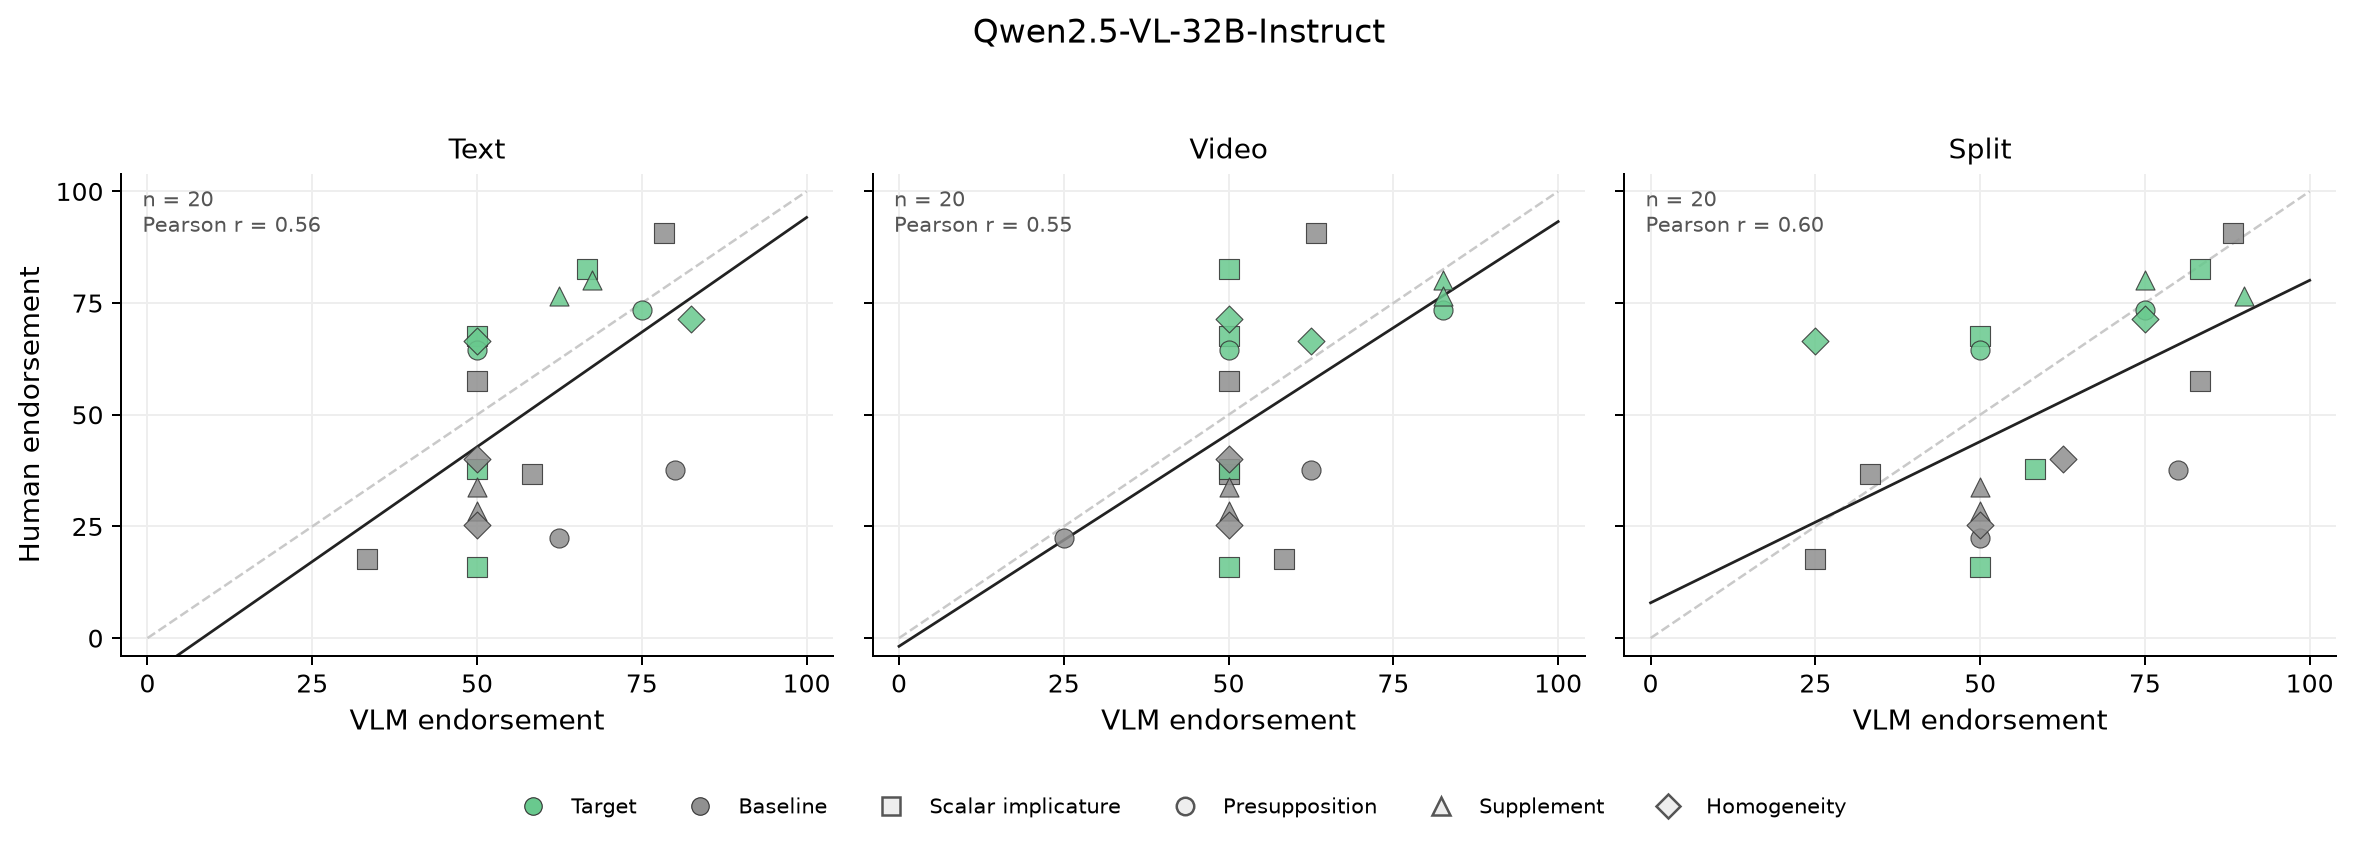 Qwen2.5-VL-32B-Instruct
Text
Video
Split
n = 20
Pearson r = 0.56
n = 20
Pearson r = 0.55
n = 20
Pearson r = 0.60
Human endorsement
100
75
50
25
0
0 25 50 75 100
0 25 50 75 100
0 25 50 75 100
VLM endorsement
VLM endorsement
VLM endorsement
Target Baseline Scalar implicature Presupposition Supplement Homogeneity